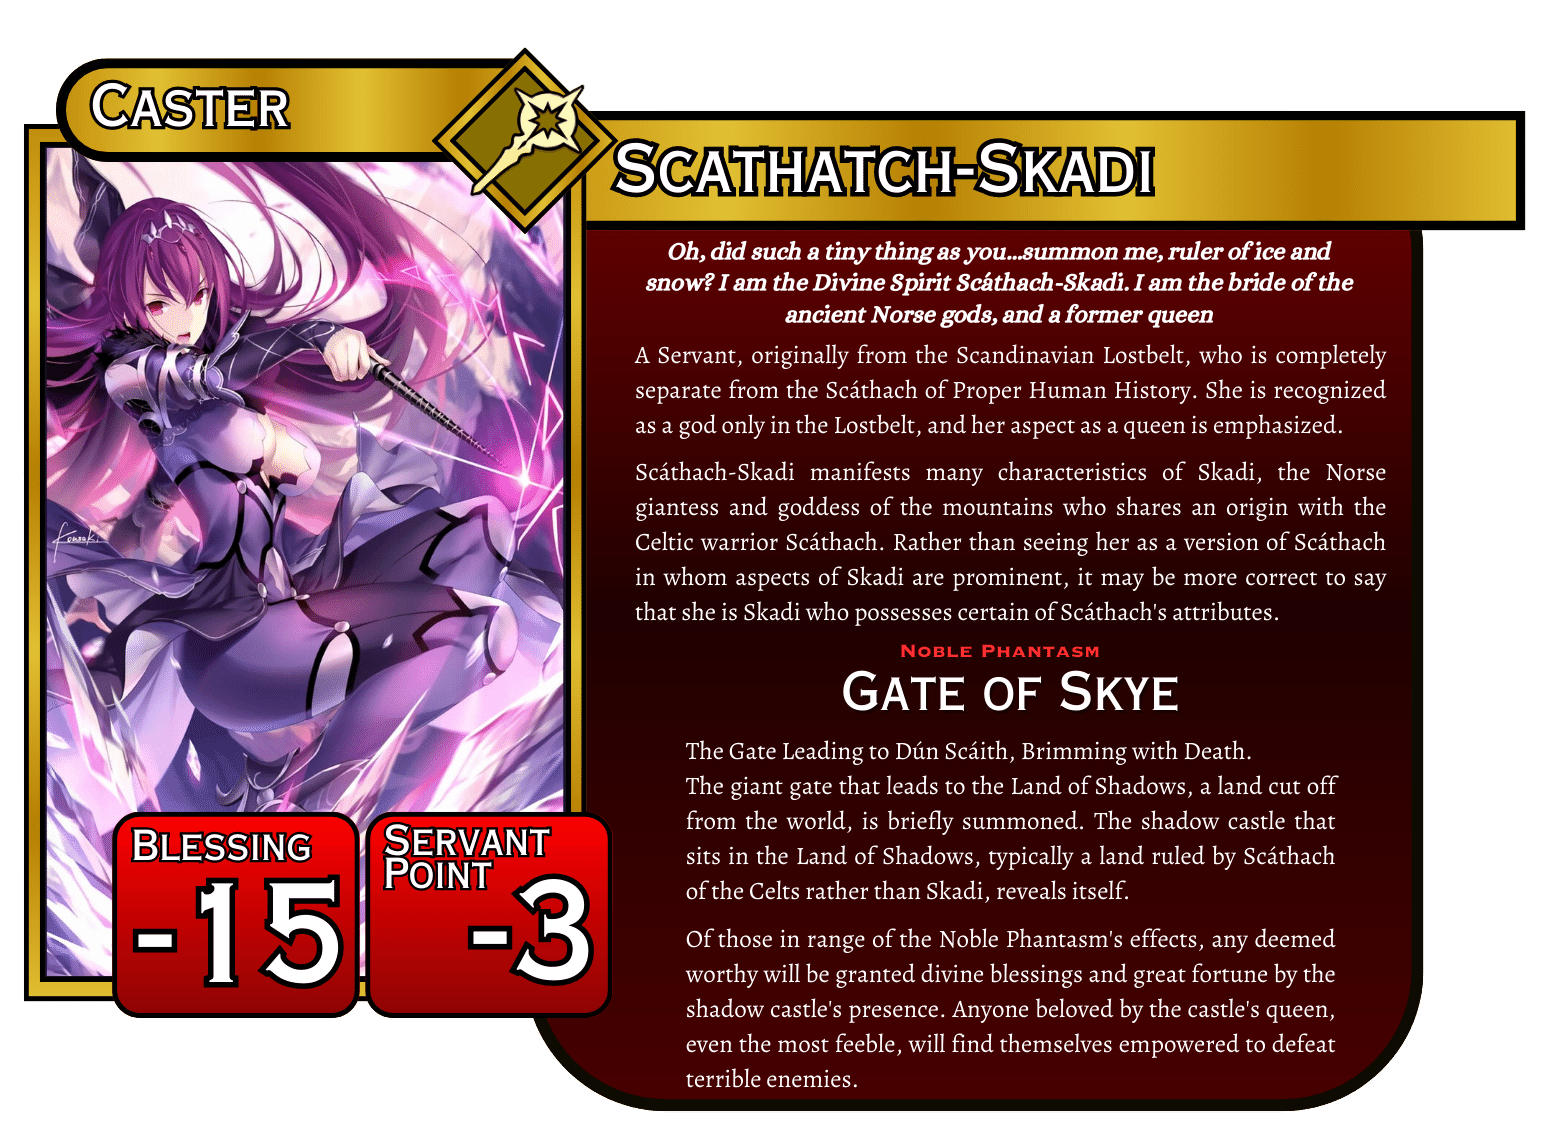 CASTER
SCATHATCH-SKADI
Oh, did such a tiny thing as you...summon me, ruler of ice and
snow? I am the Divine Spirit Scáthach-Skaði. I am the bride of the
ancient Norse gods, and a former queen
A Servant, originally from the Scandinavian Lostbelt, who is completely
separate from the Scáthach of Proper Human History. She is recognized
as a god only in the Lostbelt, and her aspect as a queen is emphasized.
Scáthach-Skadi manifests many characteristics of Skadi, the Norse
giantess and goddess of the mountains who shares an origin with the
Celtic warrior Scáthach. Rather than seeing her as a version of Scáthach
in whom aspects of Skadi are prominent, it may be more correct to say
that she is Skadi who possesses certain of Scáthach's attributes.
NOBLE PHANTASM
GATE OF SKYE
The Gate Leading to Dún Scáith, Brimming with Death.
The giant gate that leads to the Land of Shadows, a land cut off
from the world, is briefly summoned. The shadow castle that
sits in the Land of Shadows, typically a land ruled by Scáthach
of the Celts rather than Skadi, reveals itself.
Of those in range of the Noble Phantasm's effects, any deemed
worthy will be granted divine blessings and great fortune by the
shadow castle's presence. Anyone beloved by the castle's queen,
even the most feeble, will find themselves empowered to defeat
terrible enemies.
BLESSING
-15
SERVANT
POINT
-3